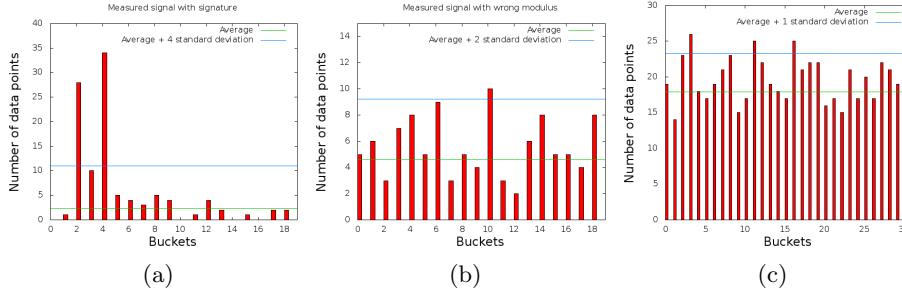 Measured signal with signature
Average
Average + 4 standard deviation
Number of data points
40
35
30
25
20
15
10
5
0
0 2 4 6 8 10 12 14 16 18
Buckets
(a)
Measured signal with wrong modulus
Average
Average + 2 standard deviation
Number of data points
14
12
10
8
6
4
2
0
0 2 4 6 8 10 12 14 16 18
Buckets
(b)
Average
Average + 1 standard deviation
Number of data points
30
25
20
15
10
5
0
0 5 10 15 20 25 3
Buckets
(c)